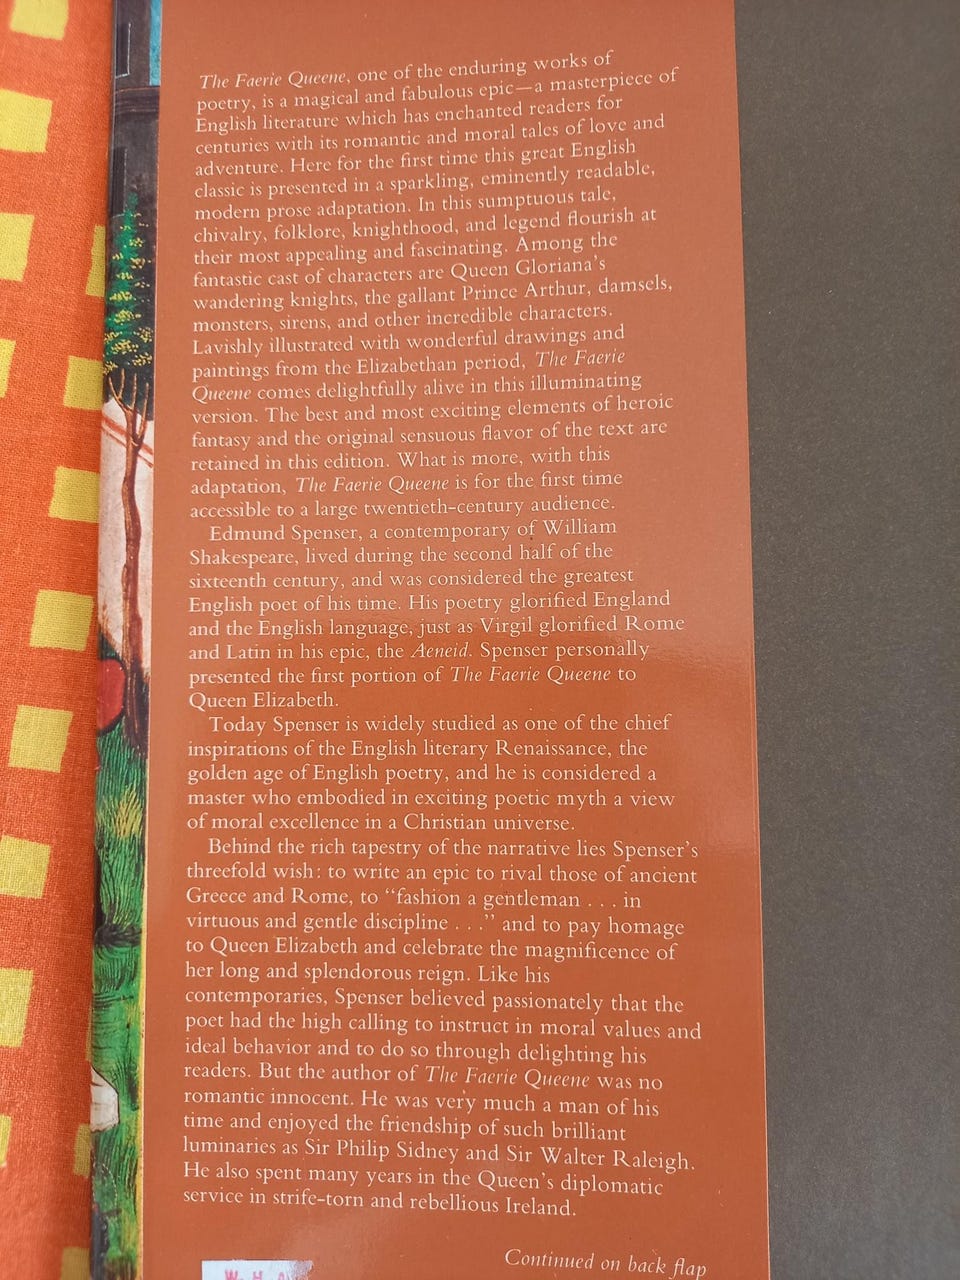 The Faerie Queene, one of the enduring works of
poetry, is a magical and fabulous epic—a masterpiece of
English literature which has enchanted readers for
centuries with its romantic and moral tales of love and
adventure. Here for the first time this great English
classic is presented in a sparkling, eminently readable,
modern prose adaptation. In this sumptuous tale,
chivalry, folklore, knighthood, and legend flourish at
their most appealing and fascinating. Among the
fantastic cast of characters are Queen Gloriana's
wandering knights, the gallant Prince Arthur, damsels,
monsters, sirens, and other incredible characters.
Lavishly illustrated with wonderful drawings and
paintings from the Elizabethan period, The Faerie
Queene comes delightfully alive in this illuminating
version. The best and most exciting elements of heroic
fantasy and the original sensuous flavor of the text are
retained in this edition. What is more, with this
adaptation, The Faerie Queene is for the first time
accessible to a large twentieth-century audience.
Edmund Spenser, a contemporary of William
Shakespeare, lived during the second half of the
sixteenth century, and was considered the greatest
English poet of his time. His poetry glorified England
and the English language, just as Virgil glorified Rome
and Latin in his epic, the Aeneid. Spenser personally
presented the first portion of The Faerie Queene to
Queen Elizabeth.
Today Spenser is widely studied as one of the chief
inspirations of the English literary Renaissance, the
golden age of English poetry, and he is considered a
master who embodied in exciting poetic myth a view
of moral excellence in a Christian universe.
Behind the rich tapestry of the narrative lies Spenser's
threefold wish: to write an epic to rival those of ancient
Greece and Rome, to "fashion a gentleman . . . in
virtuous and gentle discipline . . ." and to pay homage
to Queen Elizabeth and celebrate the magnificence of
her long and splendorous reign. Like his
contemporaries, Spenser believed passionately that the
poet had the high calling to instruct in moral values and
ideal behavior and to do so through delighting his
readers. But the author of The Faerie Queene was no
romantic innocent. He was very much a man of his
time and enjoyed the friendship of such brilliant
luminaries as Sir Philip Sidney and Sir Walter Raleigh.
He also spent many years in the Queen's diplomatic
service in strife-torn and rebellious Ireland.
Continued on back flap